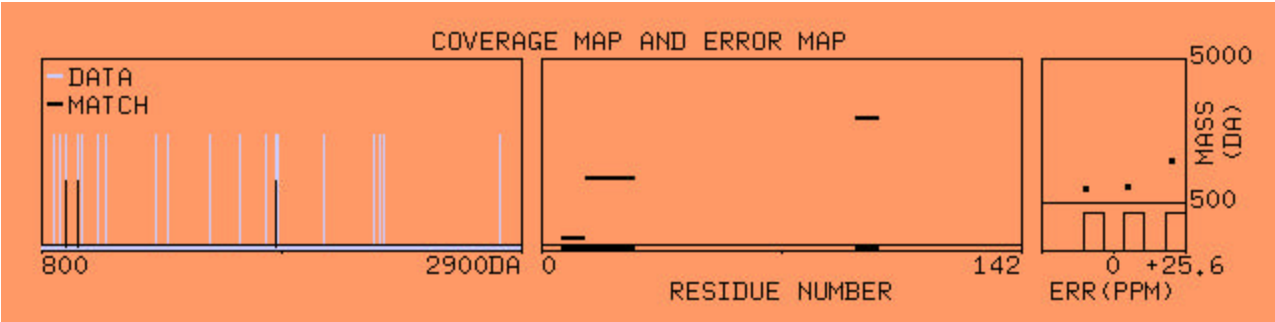 COVERAGE MAP AND ERROR MAP
DATA
MATCH
800 2900DA
0 142
RESIDUE NUMBER
5000
MASS
(DA)
500
0 +25.6
ERR(PPM)